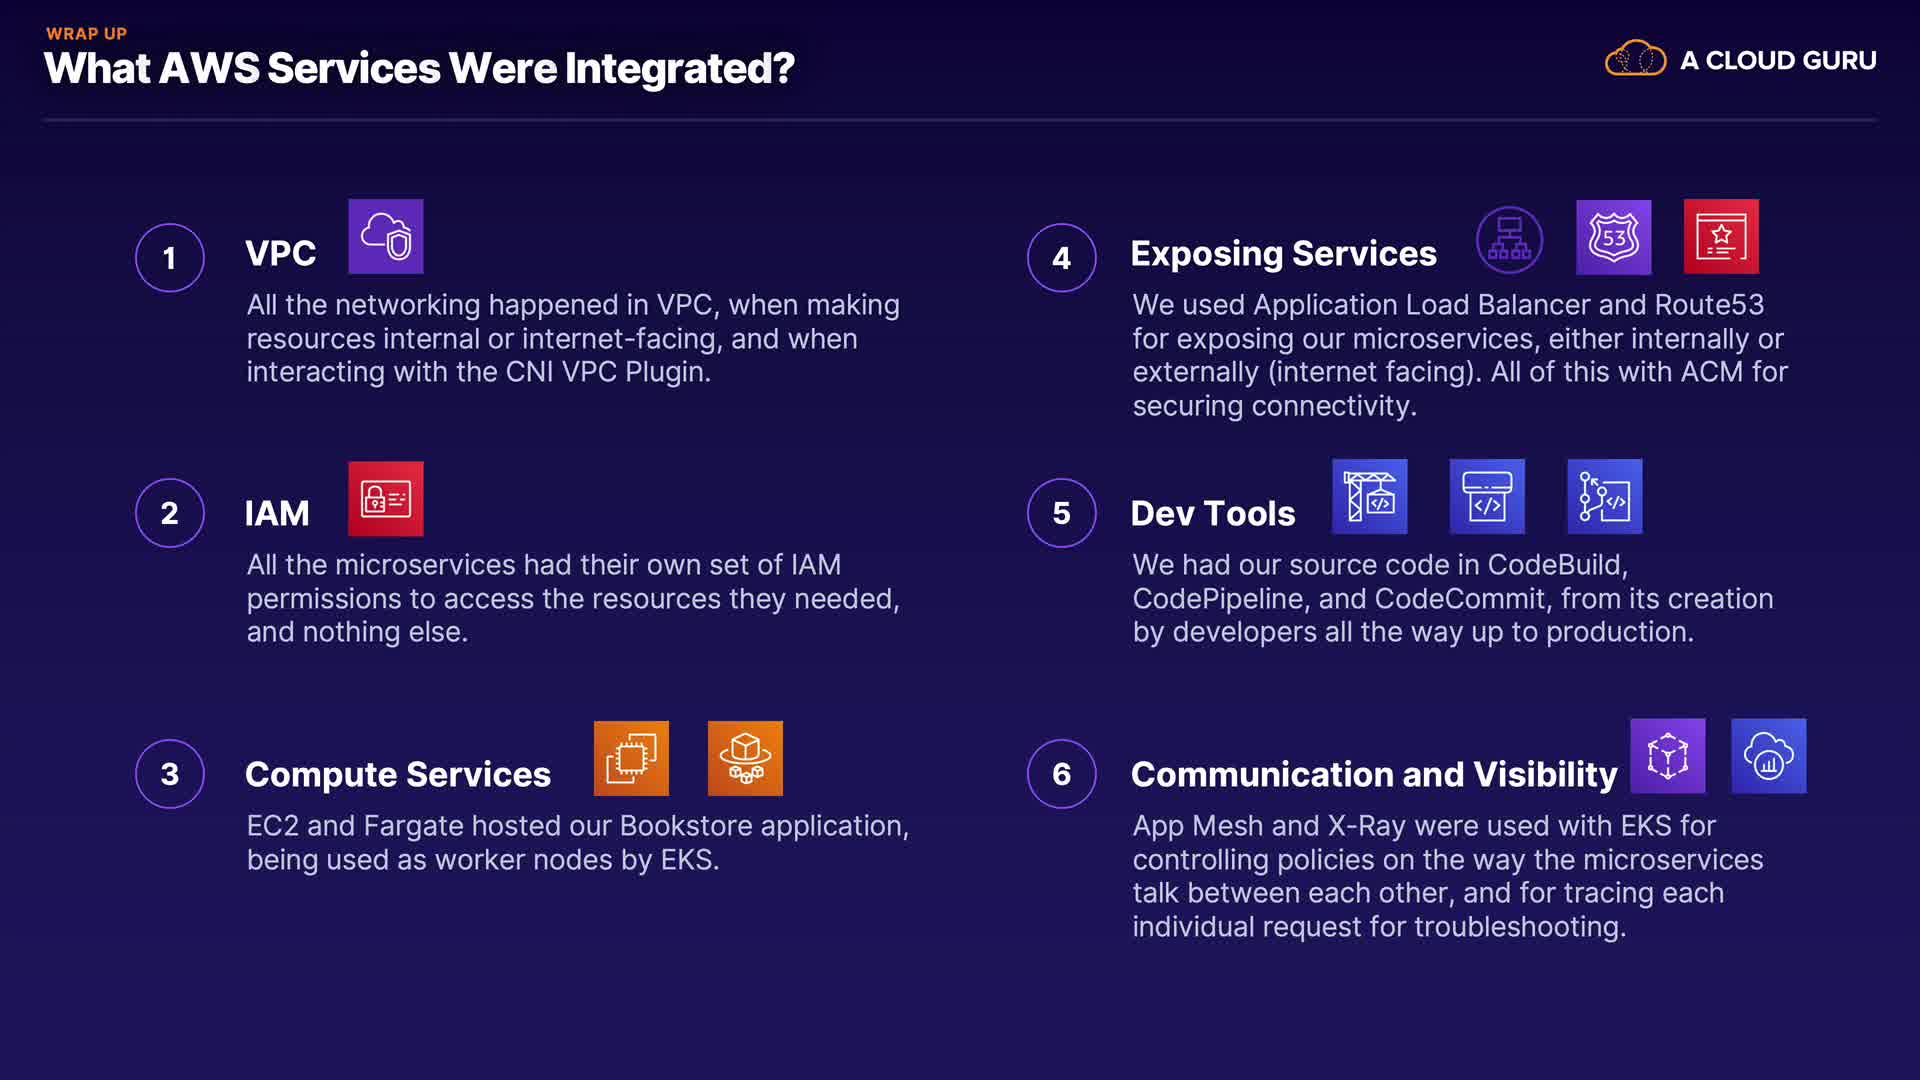 WRAP UP
What AWS Services Were Integrated?
A CLOUD GURU
1
VPC
All the networking happened in VPC, when making
resources internal or internet-facing, and when
interacting with the CNI VPC Plugin.
2
IAM
All the microservices had their own set of IAM
permissions to access the resources they needed,
and nothing else.
3
Compute Services
EC2 and Fargate hosted our Bookstore application,
being used as worker nodes by EKS.
4
Exposing Services
53
We used Application Load Balancer and Route53
for exposing our microservices, either internally or
externally (internet facing). All of this with ACM for
securing connectivity.
5
Dev Tools
</>
</>
</>
We had our source code in CodeBuild,
CodePipeline, and CodeCommit, from its creation
by developers all the way up to production.
6
Communication and Visibility
App Mesh and X-Ray were used with EKS for
controlling policies on the way the microservices
talk between each other, and for tracing each
individual request for troubleshooting.